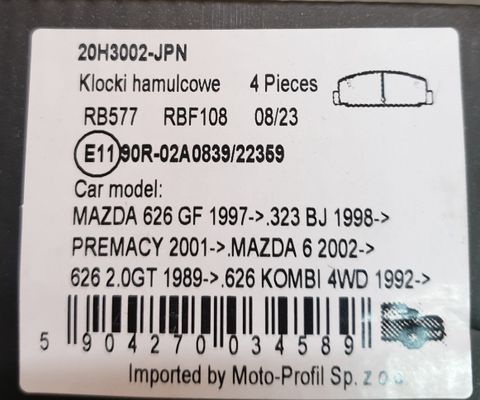 20H3002-JPN
Klocki hamulcowe 4 Pieces
RB577 RBF108 08/23
E11 90R-02A0839/22359
Car model:
MAZDA 626 GF 1997->.323 BJ 1998->
PREMACY 2001->.MAZDA 6 2002->
626 2.0GT 1989->.626 KOMBI 4WD 1992->
5 904270 034589
Imported by Moto-Profil Sp. z o.o.